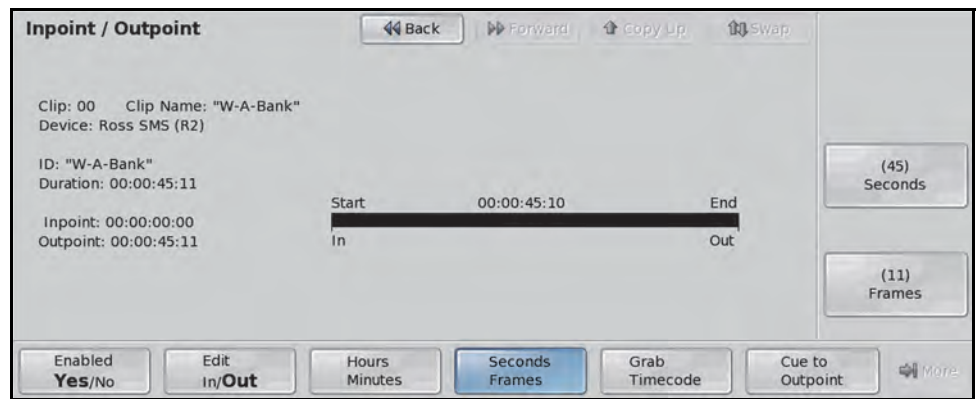 Inpoint / Outpoint
Back
Forward
Copy Up
Swap
Clip: 00 Clip Name: "W-A-Bank"
Device: Ross SMS (R2)
ID: "W-A-Bank"
Duration: 00:00:45:11
Inpoint: 00:00:00:00
Outpoint: 00:00:45:11
Start 00:00:45:10 End
In Out
(45)
Seconds
(11)
Frames
Enabled
Yes/No
Edit
In/Out
Hours
Minutes
Seconds
Frames
Grab
Timecode
Cue to
Outpoint
More